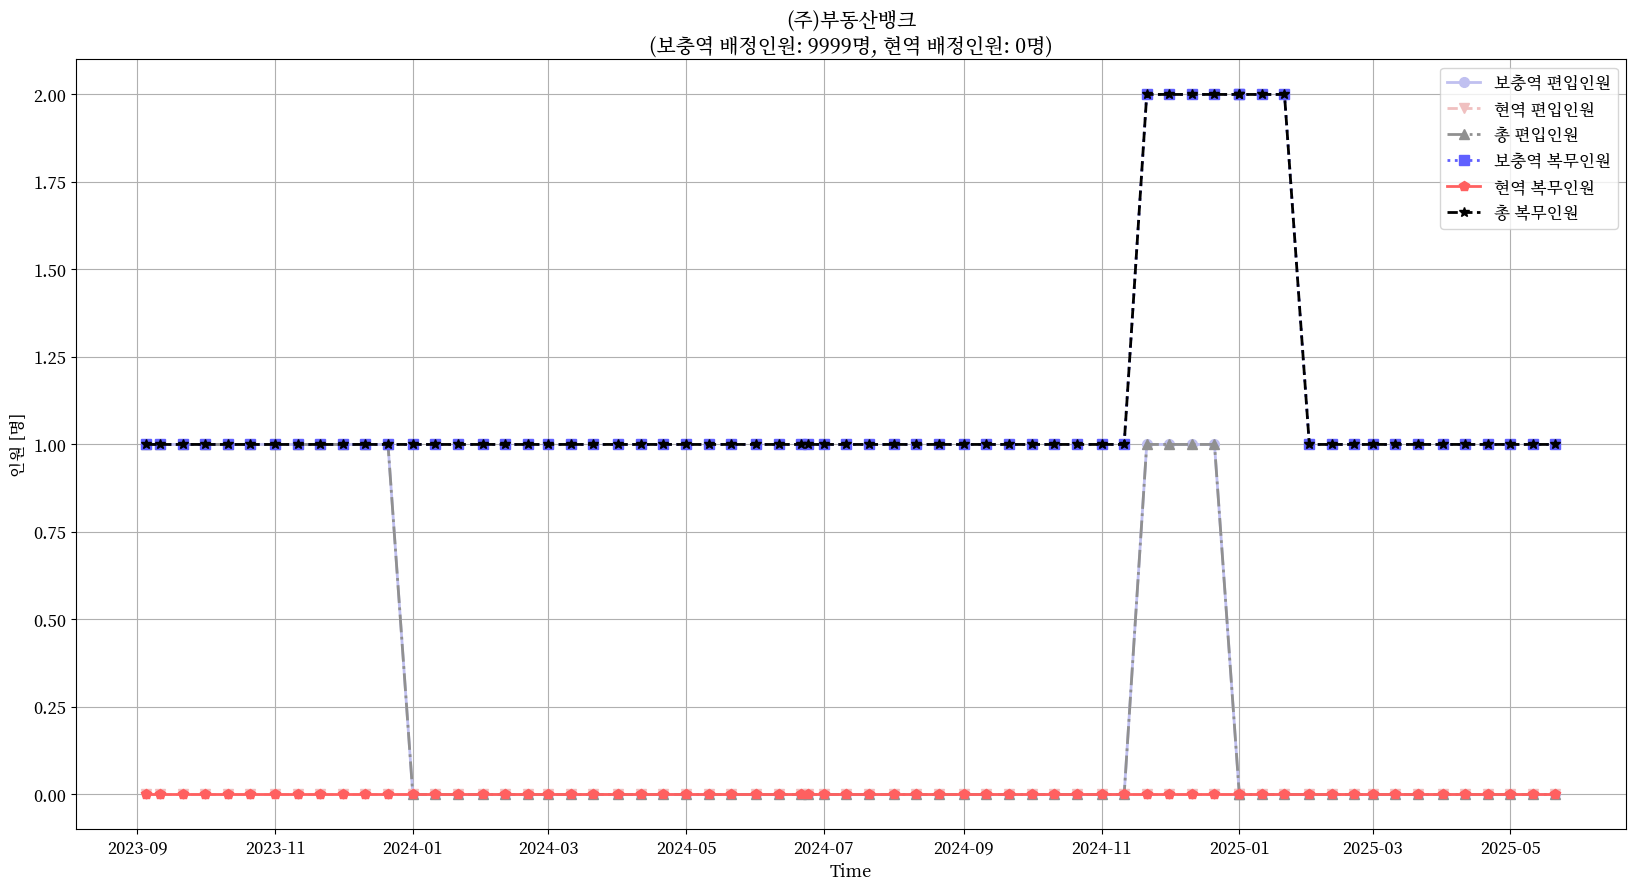 (주)부동산뱅크
(보충역 배정인원: 9999명, 현역 배정인원: 0명)
보충역 편입인원
현역 편입인원
총 편입인원
보충역 복무인원
현역 복무인원
총 복무인원
인원 [명]
2.00
1.75
1.50
1.25
1.00
0.75
0.50
0.25
0.00
2023-09 2023-11 2024-01 2024-03 2024-05 2024-07 2024-09 2024-11 2025-01 2025-03 2025-05
Time